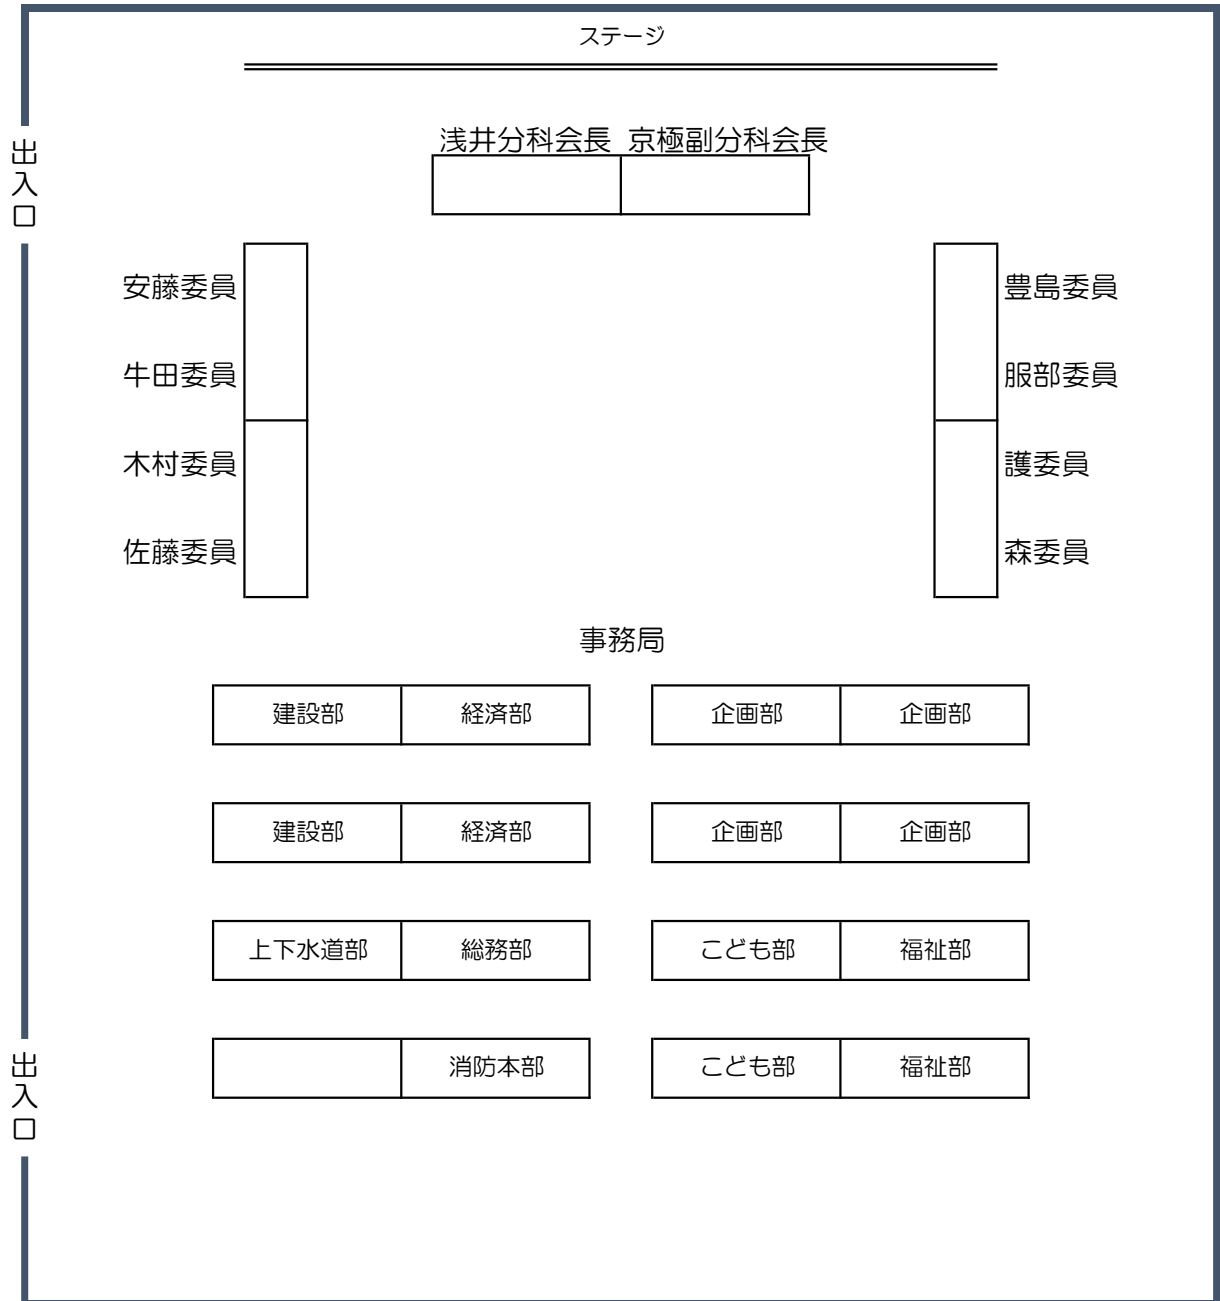 ステージ
浅井分科会長 京極副分科会長
出入口
安藤委員 豊島委員
牛田委員 服部委員
木村委員 護委員
佐藤委員 森委員
事務局
建設部 経済部 企画部 企画部
建設部 経済部 企画部 企画部
上下水道部 総務部 こども部 福祉部
出入口
消防本部 こども部 福祉部